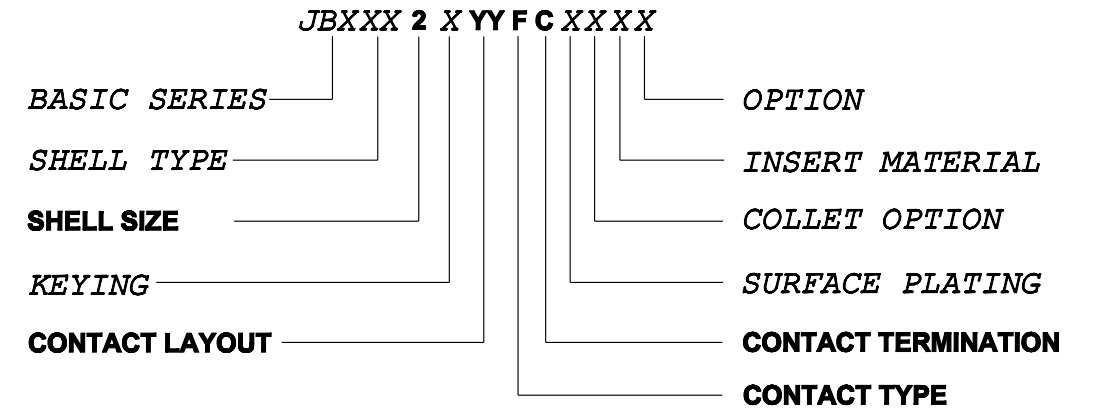 JBXXX 2 X YY F C XXXX
BASIC SERIES
OPTION
SHELL TYPE
INSERT MATERIAL
SHELL SIZE
COLLET OPTION
KEYING
SURFACE PLATING
CONTACT LAYOUT
CONTACT TERMINATION
CONTACT TYPE